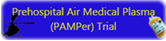 Prehospital Air Medical Plasma
(PAMPer) Trial